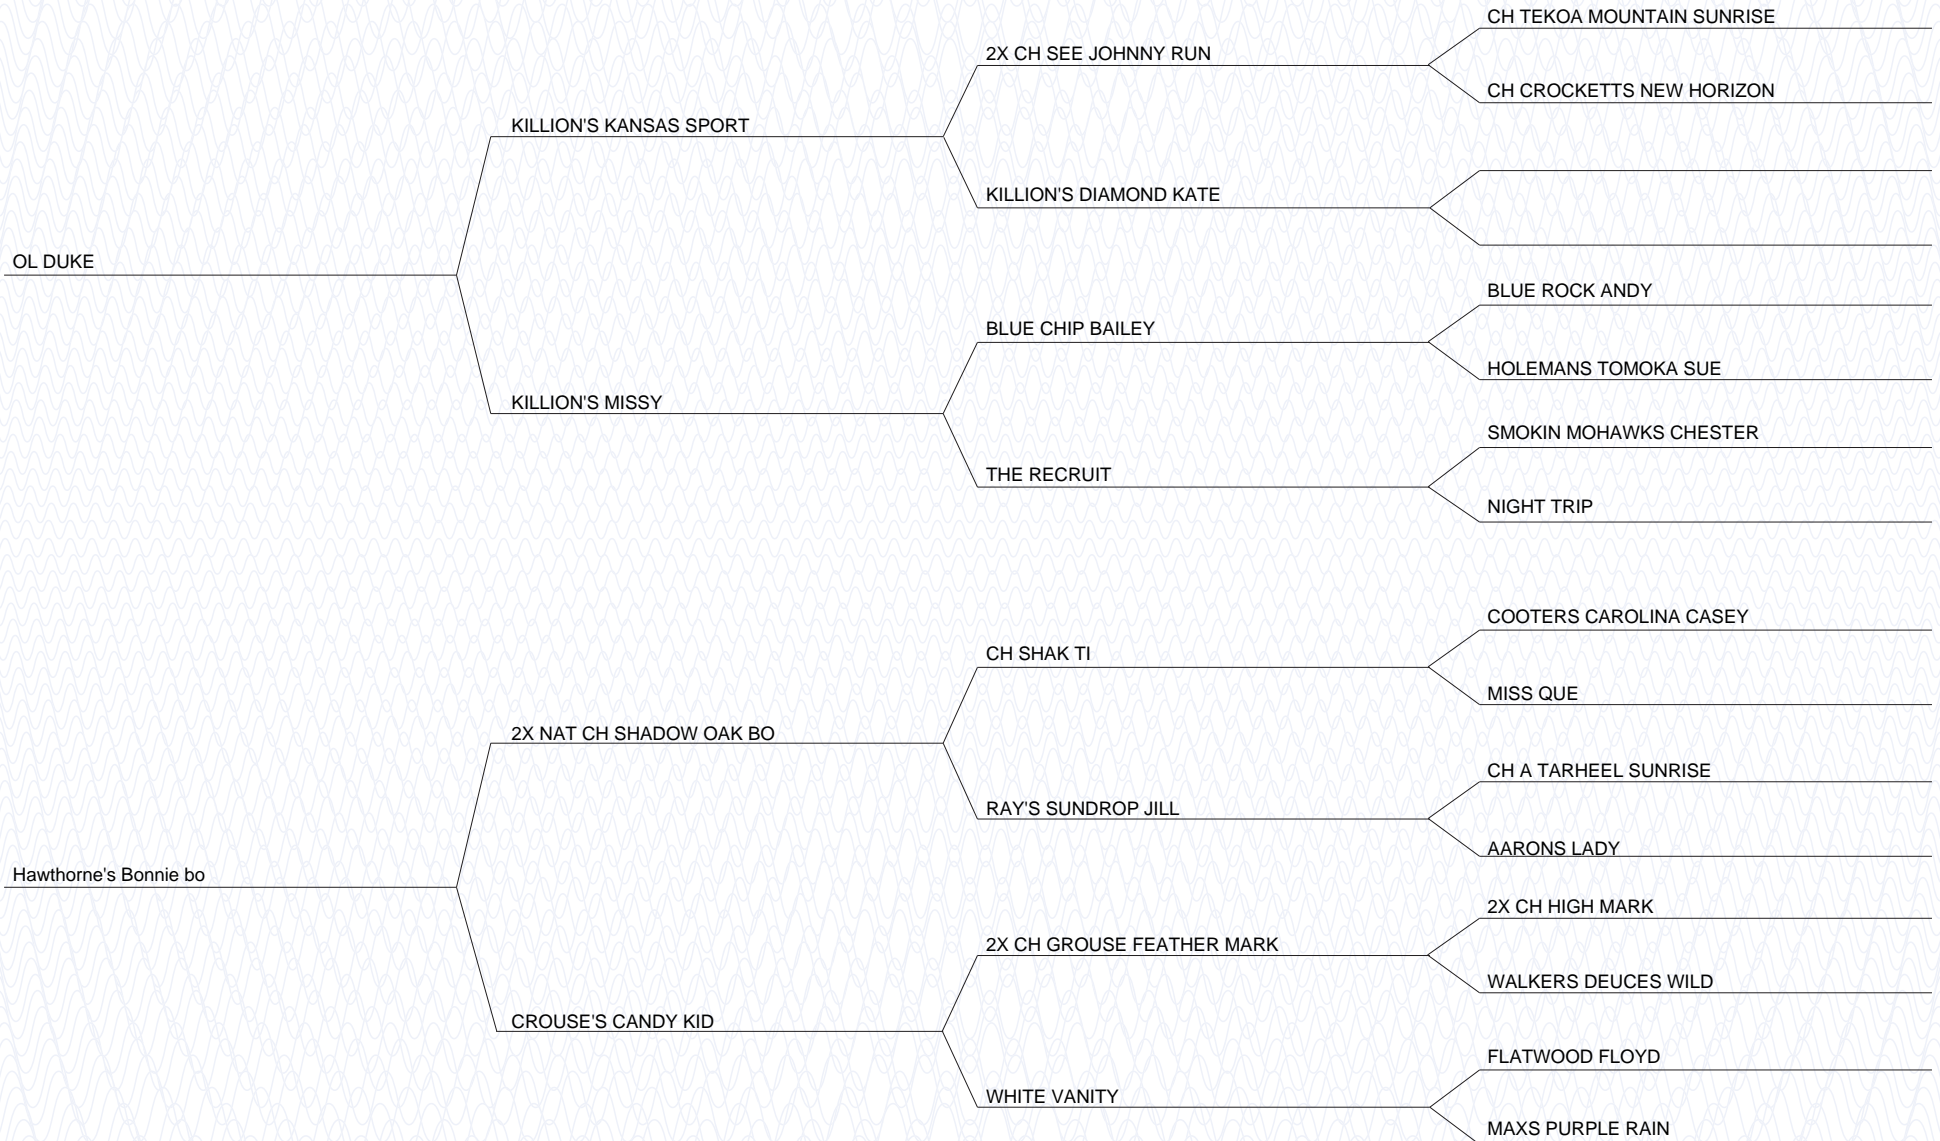 CH TEKOA MOUNTAIN SUNRISE
2X CH SEE JOHNNY RUN
CH CROCKETTS NEW HORIZON
KILLION'S KANSAS SPORT
KILLION'S DIAMOND KATE
OL DUKE
BLUE ROCK ANDY
BLUE CHIP BAILEY
HOLEMANS TOMOKA SUE
KILLION'S MISSY
SMOKIN MOHAWKS CHESTER
THE RECRUIT
NIGHT TRIP
COOTERS CAROLINA CASEY
CH SHAK TI
MISS QUE
2X NAT CH SHADOW OAK BO
CH A TARHEEL SUNRISE
RAY'S SUNDROP JILL
AARONS LADY
Hawthorne's Bonnie bo
2X CH HIGH MARK
2X CH GROUSE FEATHER MARK
WALKERS DEUCES WILD
CROUSE'S CANDY KID
FLATWOOD FLOYD
WHITE VANITY
MAXS PURPLE RAIN